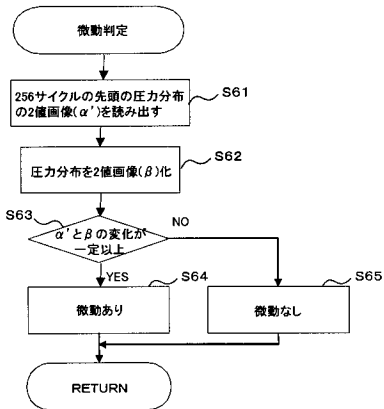 微動判定
S61
256サイクルの先頭の圧力分布
の2値画像(α')を読み出す
S62
圧力分布を2値画像(β)化
S63
α'とβの変化が
一定以上
NO
YES
S64
微動あり
S65
微動なし
RETURN